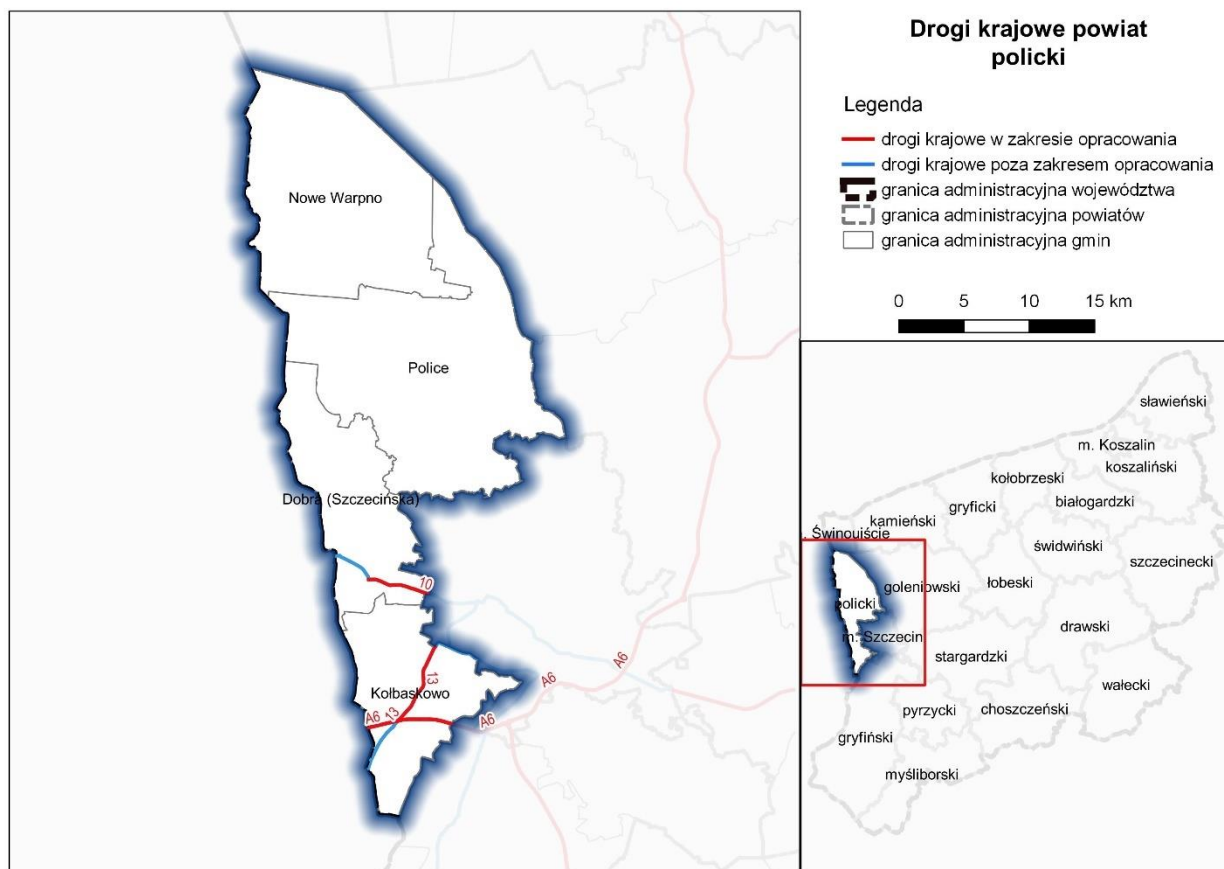 Drogi krajowe powiat
policki
Legenda
drogi krajowe w zakresie opracowania
drogi krajowe poza zakresem opracowania
granica administracyjna województwa
granica administracyjna powiatów
granica administracyjna gmin
0 5 10 15 km
Nowe Warpno
Police
Dobra (Szczecińska)
10
13
Kołbaskowo
A6
13
A6
A6
A6
sławieński
m. Koszalin
koszaliński
kołobrzeski
gryficki
białogardzki
kamieński
. Świnoujście
świdwiński
szczecinecki
goleniowski
łobeski
policki
drawski
m. Szczecin
stargardzki
wałecki
pyrzycki
choszczeński
gryfiński
myśliborski